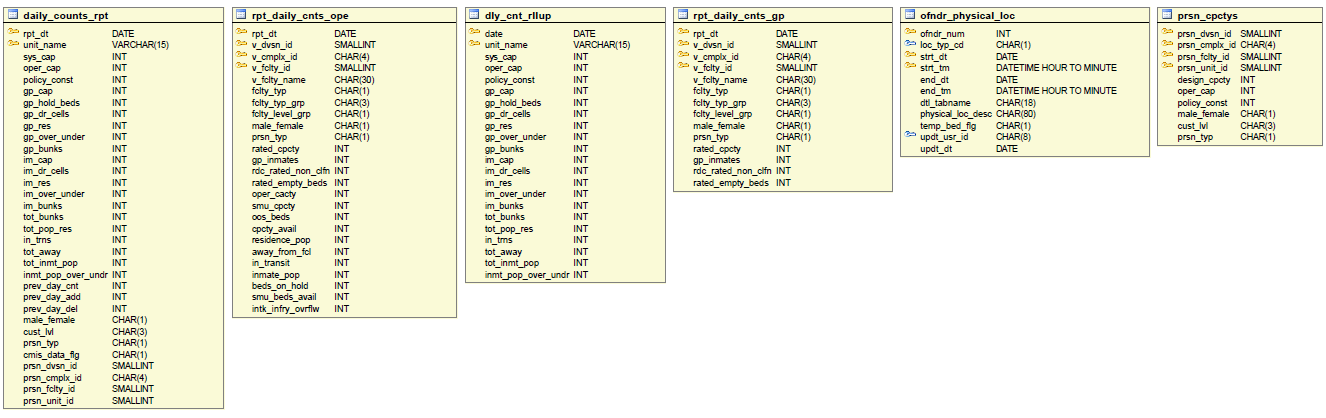 daily_counts_rpt
rpt_dt DATE
unit_name VARCHAR(15)
sys_cap INT
oper_cap INT
policy_const INT
gp_cap INT
gp_hold_beds INT
gp_dr_cells INT
gp_res INT
gp_over_under INT
gp_bunks INT
im_cap INT
im_dr_cells INT
im_res INT
im_over_under INT
im_bunks INT
tot_bunks INT
tot_pop_res INT
in_trns INT
tot_away INT
tot_inmt_pop INT
inmt_pop_over_undr INT
prev_day_cnt INT
prev_day_add INT
prev_day_del INT
male_female CHAR(1)
cust_lvl CHAR(3)
prsn_typ CHAR(1)
cmis_data_flg CHAR(1)
prsn_dvsn_id SMALLINT
prsn_cmplx_id CHAR(4)
prsn_fclty_id SMALLINT
prsn_unit_id SMALLINT
rpt_daily_cnts_ope
rpt_dt DATE
v_dvsn_id SMALLINT
v_cmplx_id CHAR(4)
v_fclty_id SMALLINT
v_fclty_name CHAR(30)
fclty_typ CHAR(1)
fclty_typ_grp CHAR(3)
fclty_level_grp CHAR(1)
male_female CHAR(1)
prsn_typ CHAR(1)
rated_cpcty INT
gp_inmates INT
rdc_rated_non_clfn INT
rated_empty_beds INT
oper_cacty INT
smu_cpcty INT
oos_beds INT
cpcty_avail INT
residence_pop INT
away_from_fcl INT
in_transit INT
inmate_pop INT
beds_on_hold INT
smu_beds_avail INT
intk_infry_ovrflw INT
dly_cnt_rllup
date DATE
unit_name VARCHAR(15)
sys_cap INT
oper_cap INT
policy_const INT
gp_cap INT
gp_hold_beds INT
gp_dr_cells INT
gp_res INT
gp_over_under INT
gp_bunks INT
im_cap INT
im_dr_cells INT
im_res INT
im_over_under INT
im_bunks INT
tot_bunks INT
tot_pop_res INT
in_trns INT
tot_away INT
tot_inmt_pop INT
inmt_pop_over_undr INT
rpt_daily_cnts_gp
rpt_dt DATE
v_dvsn_id SMALLINT
v_cmplx_id CHAR(4)
v_fclty_id SMALLINT
v_fclty_name CHAR(30)
fclty_typ CHAR(1)
fclty_typ_grp CHAR(3)
fclty_level_grp CHAR(1)
male_female CHAR(1)
prsn_typ CHAR(1)
rated_cpcty INT
gp_inmates INT
rdc_rated_non_clfn INT
rated_empty_beds INT
ofndr_physical_loc
ofndr_num INT
loc_typ_cd CHAR(1)
strt_dt DATE
strt_tm DATETIME HOUR TO MINUTE
end_dt DATE
end_tm DATETIME HOUR TO MINUTE
dtl_tabname CHAR(18)
physical_loc_desc CHAR(80)
temp_bed_flg CHAR(1)
updt_usr_id CHAR(8)
updt_dt DATE
prsn_cpctys
prsn_dvsn_id SMALLINT
prsn_cmplx_id CHAR(4)
prsn_fclty_id SMALLINT
prsn_unit_id SMALLINT
design_cpcty INT
oper_cap INT
policy_const INT
male_female CHAR(1)
cust_lvl CHAR(3)
prsn_typ CHAR(1)